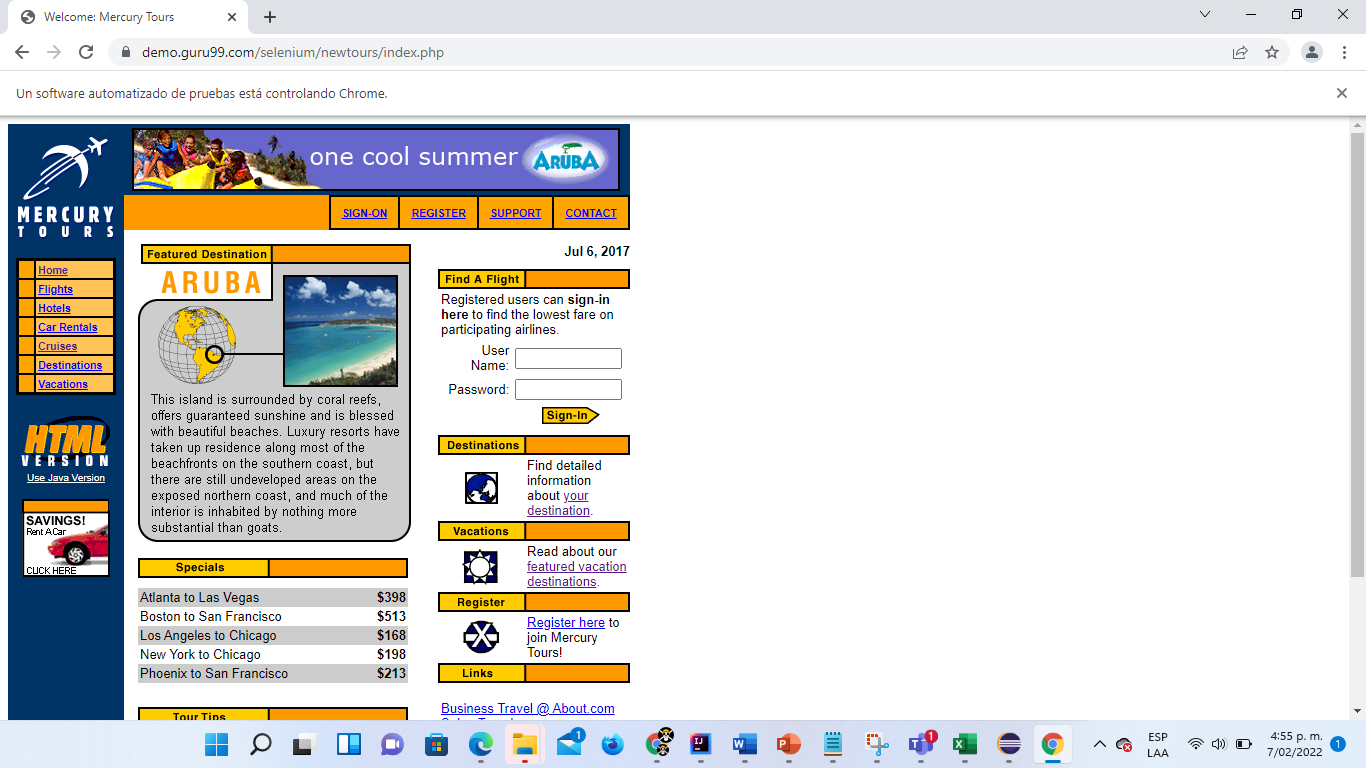 Welcome: Mercury Tours
demo.guru99.com/selenium/newtours/index.php
Un software automatizado de pruebas está controlando Chrome.
MERCURY
TOURS
one cool summer
ARUBA
SIGN-ON
REGISTER
SUPPORT
CONTACT
Home
Flights
Hotels
Car Rentals
Cruises
Destinations
Vacations
HTML
VERSION
Use Java Version
SAVINGS!
Rent A Car
CLICK HERE
Featured Destination
ARUBA
This island is surrounded by coral reefs,
offers guaranteed sunshine and is blessed
with beautiful beaches. Luxury resorts have
taken up residence along most of the
beachfronts on the southern coast, but
there are still undeveloped areas on the
exposed northern coast, and much of the
interior is inhabited by nothing more
substantial than goats.
Specials
Atlanta to Las Vegas $398
Boston to San Francisco $513
Los Angeles to Chicago $168
New York to Chicago $198
Phoenix to San Francisco $213
Tour Tips
Jul 6, 2017
Find A Flight
Registered users can sign-in
here to find the lowest fare on
participating airlines.
User
Name:
Password:
Sign-In
Destinations
Find detailed
information
about your
destination.
Vacations
Read about our
featured vacation
destinations.
Register
Register here to
join Mercury
Tours!
Links
Business Travel @ About.com
1
1
ESP
LAA
4:55 p. m.
7/02/2022
1